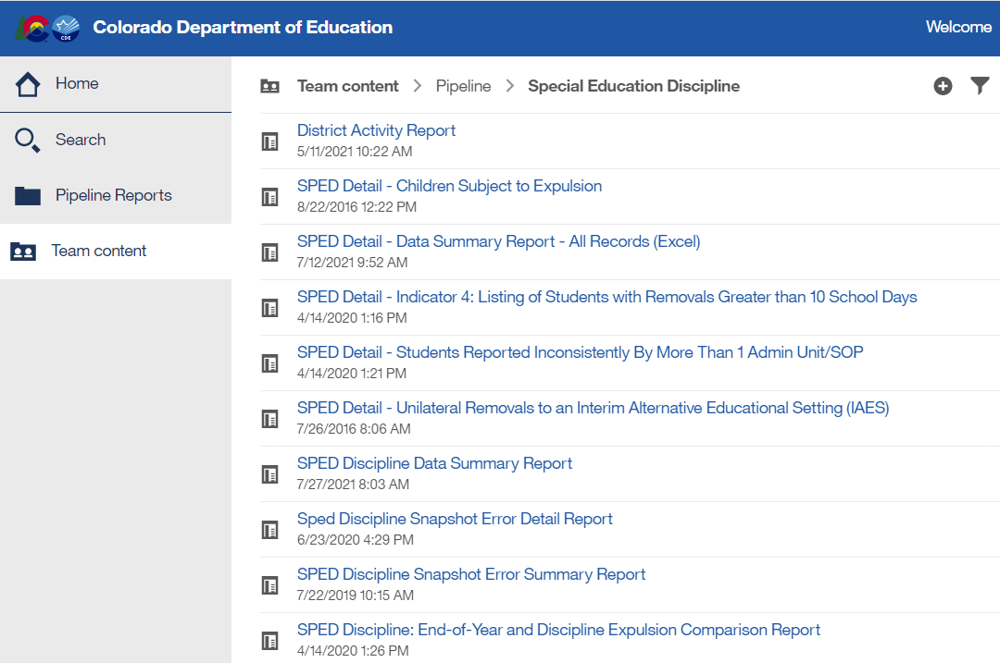 CDE
Colorado Department of Education
Welcome
Home
Search
Pipeline Reports
Team content
Team content > Pipeline > Special Education Discipline
District Activity Report
5/11/2021 10:22 AM
SPED Detail - Children Subject to Expulsion
8/22/2016 12:22 PM
SPED Detail - Data Summary Report - All Records (Excel)
7/12/2021 9:52 AM
SPED Detail - Indicator 4: Listing of Students with Removals Greater than 10 School Days
4/14/2020 1:16 PM
SPED Detail - Students Reported Inconsistently By More Than 1 Admin Unit/SOP
4/14/2020 1:21 PM
SPED Detail - Unilateral Removals to an Interim Alternative Educational Setting (IAES)
7/26/2016 8:06 AM
SPED Discipline Data Summary Report
7/27/2021 8:03 AM
Sped Discipline Snapshot Error Detail Report
6/23/2020 4:29 PM
SPED Discipline Snapshot Error Summary Report
7/22/2019 10:15 AM
SPED Discipline: End-of-Year and Discipline Expulsion Comparison Report
4/14/2020 1:26 PM